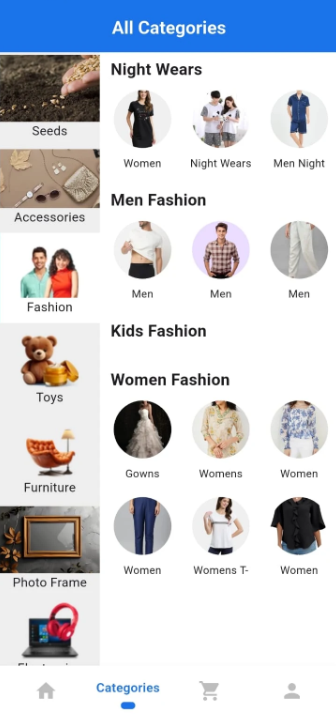 All Categories
Seeds
Accessories
Fashion
Toys
Furniture
Photo Frame
Night Wears
Women
Night Wears
Men Night
Men Fashion
Men
Men
Men
Kids Fashion
Women Fashion
Gowns
Womens
Women
Women
Womens T-
Women
Categories